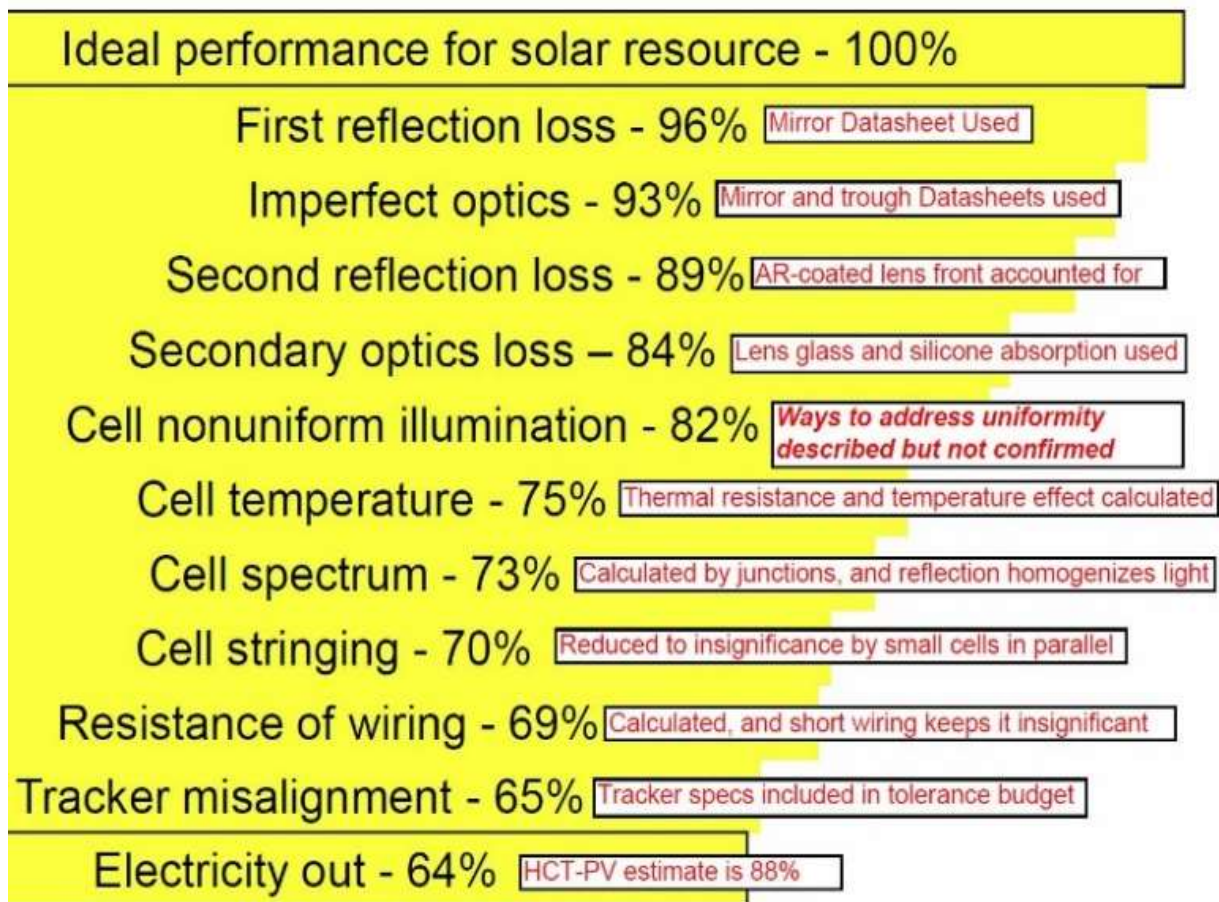 Ideal performance for solar resource - 100%
First reflection loss - 96% Mirror Datasheet Used
Imperfect optics - 93% Mirror and trough Datasheets used
Second reflection loss - 89% AR-coated lens front accounted for
Secondary optics loss – 84% Lens glass and silicone absorption used
Cell nonuniform illumination - 82% Ways to address uniformity
described but not confirmed
Cell temperature - 75% Thermal resistance and temperature effect calculated
Cell spectrum - 73% Calculated by junctions, and reflection homogenizes light
Cell stringing - 70% Reduced to insignificance by small cells in parallel
Resistance of wiring - 69% Calculated, and short wiring keeps it insignificant
Tracker misalignment - 65% Tracker specs included in tolerance budget
Electricity out - 64% HCT-PV estimate is 88%